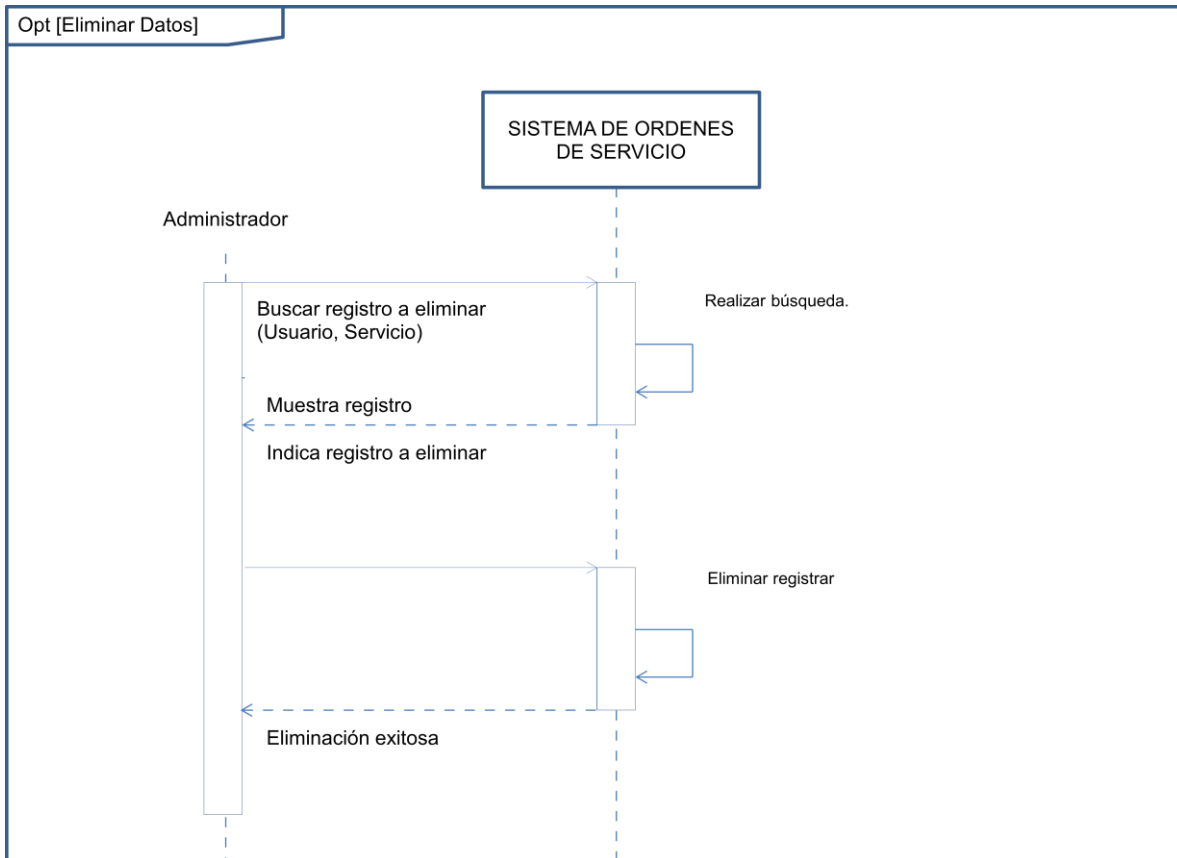 Opt [Eliminar Datos]
SISTEMA DE ORDENES
DE SERVICIO
Administrador
Buscar registro a eliminar
(Usuario, Servicio)
Realizar búsqueda.
Muestra registro
Indica registro a eliminar
Eliminar registrar
Eliminación exitosa